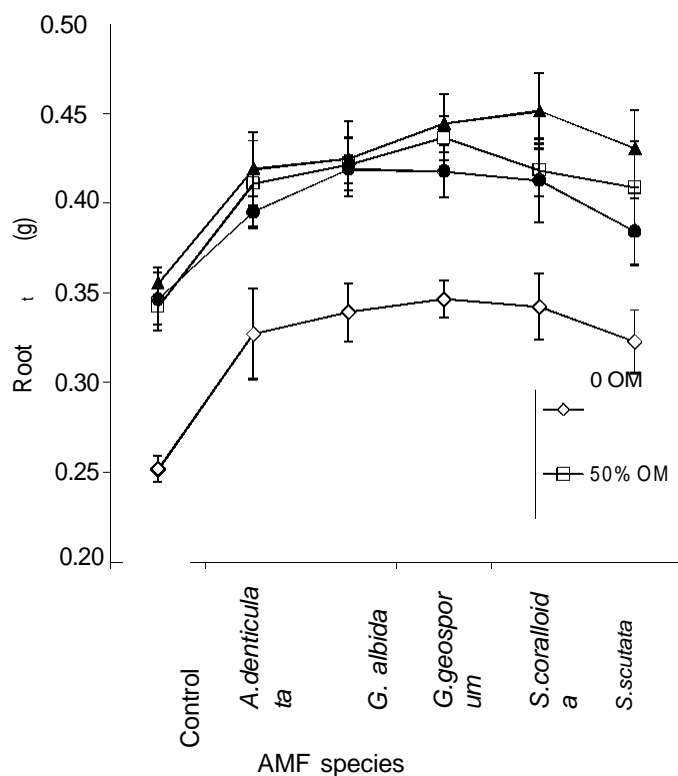 0.50
0.45
0.40
0.35
0.30
0.25
0.20
Root t (g)
0 OM
50% OM
Control
A.denticula
ta
G. albida
G.geospor
um
S.coralloid
a
S.scutata
AMF species